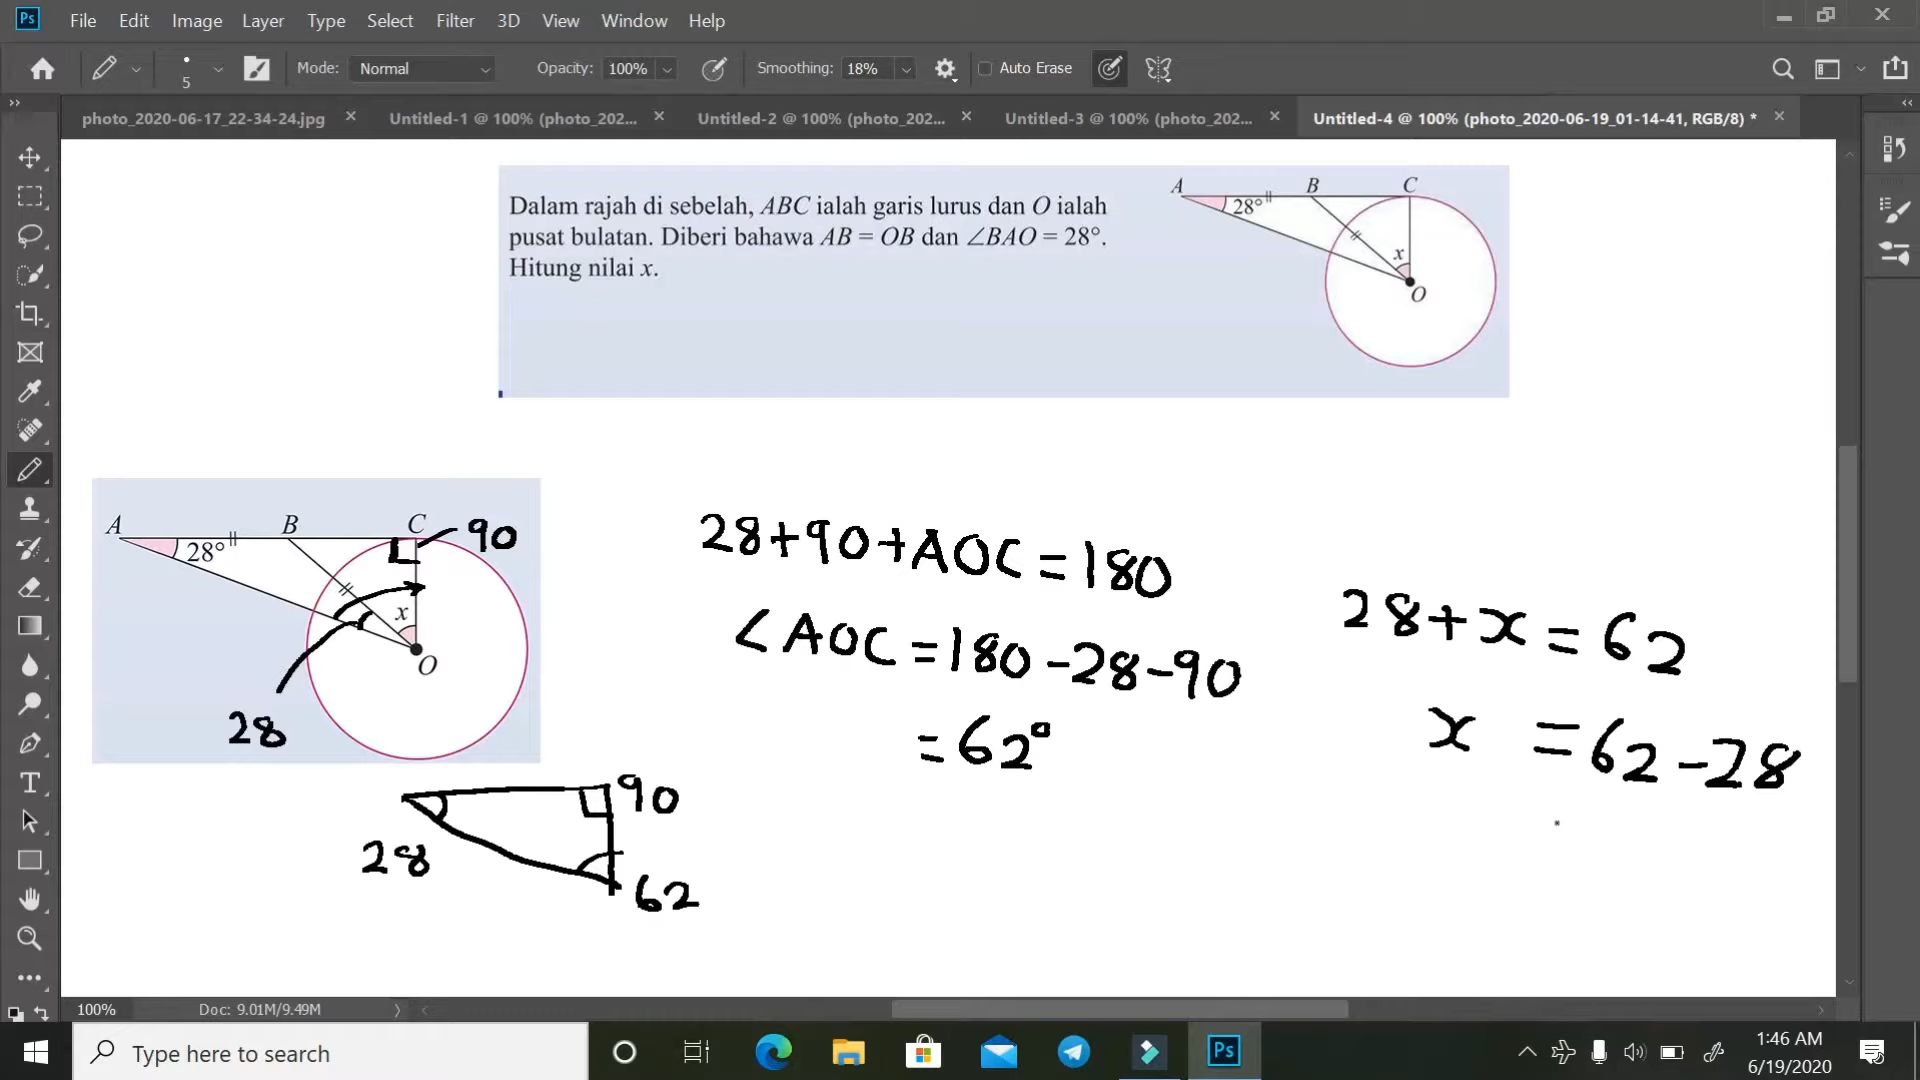 Ps File Edit Image Layer Type Select Filter 3D View Window Help
5 Mode: Normal Opacity: 100% Smoothing: 18% Auto Erase
photo_2020-06-17_22-34-24.jpg × Untitled-1 @ 100% (photo_202... × Untitled-2 @ 100% (photo_202... × Untitled-3 @ 100% (photo_202... × Untitled-4 @ 100% (photo_2020-06-19_01-14-41, RGB/8) * ×
Dalam rajah di sebelah, ABC ialah garis lurus dan O ialah
pusat bulatan. Diberi bahawa AB = OB dan ∠BAO = 28°.
Hitung nilai x.
A B C
28°
x
O
A B C 90
28°
x
O
28
90
28
62
28+90+AOC=180
∠AOC=180-28-90
=62°
28+x=62
x =62-28
100% Doc: 9.01M/9.49M
Type here to search
Ps
1:46 AM
6/19/2020